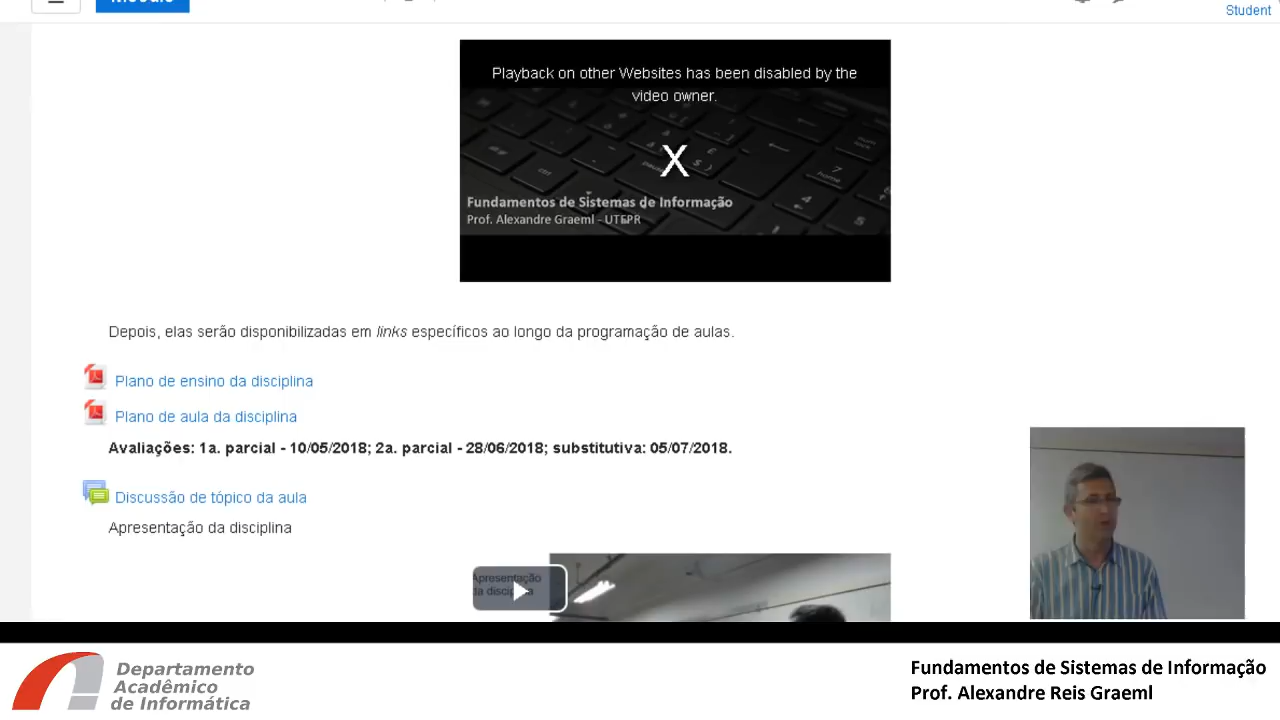 Moodle
Student
Playback on other Websites has been disabled by the
video owner.
X
Fundamentos de Sistemas de Informação
Prof. Alexandre Graeml - UTFPR
Depois, elas serão disponibilizadas em links específicos ao longo da programação de aulas.
Plano de ensino da disciplina
Plano de aula da disciplina
Avaliações: 1a. parcial - 10/05/2018; 2a. parcial - 28/06/2018; substitutiva: 05/07/2018.
Discussão de tópico da aula
Apresentação da disciplina
Apresentação
da disciplina
Departamento
Acadêmico
de Informática
Fundamentos de Sistemas de Informação
Prof. Alexandre Reis Graeml